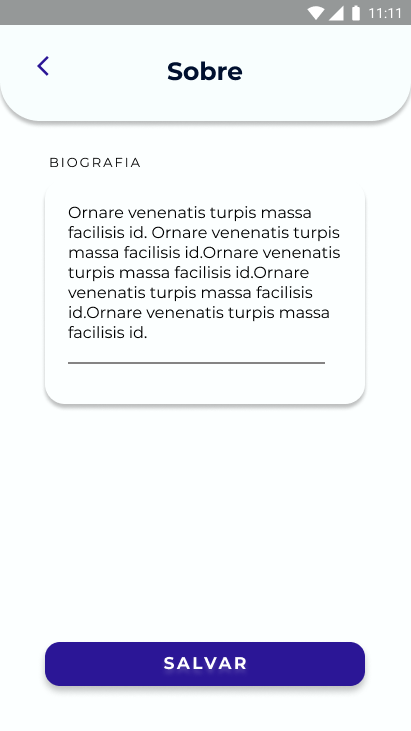 11:11
Sobre
BIOGRAFIA
Ornare venenatis turpis massa
facilisis id. Ornare venenatis turpis
massa facilisis id.Ornare venenatis
turpis massa facilisis id.Ornare
venenatis turpis massa facilisis
id.Ornare venenatis turpis massa
facilisis id.
SALVAR